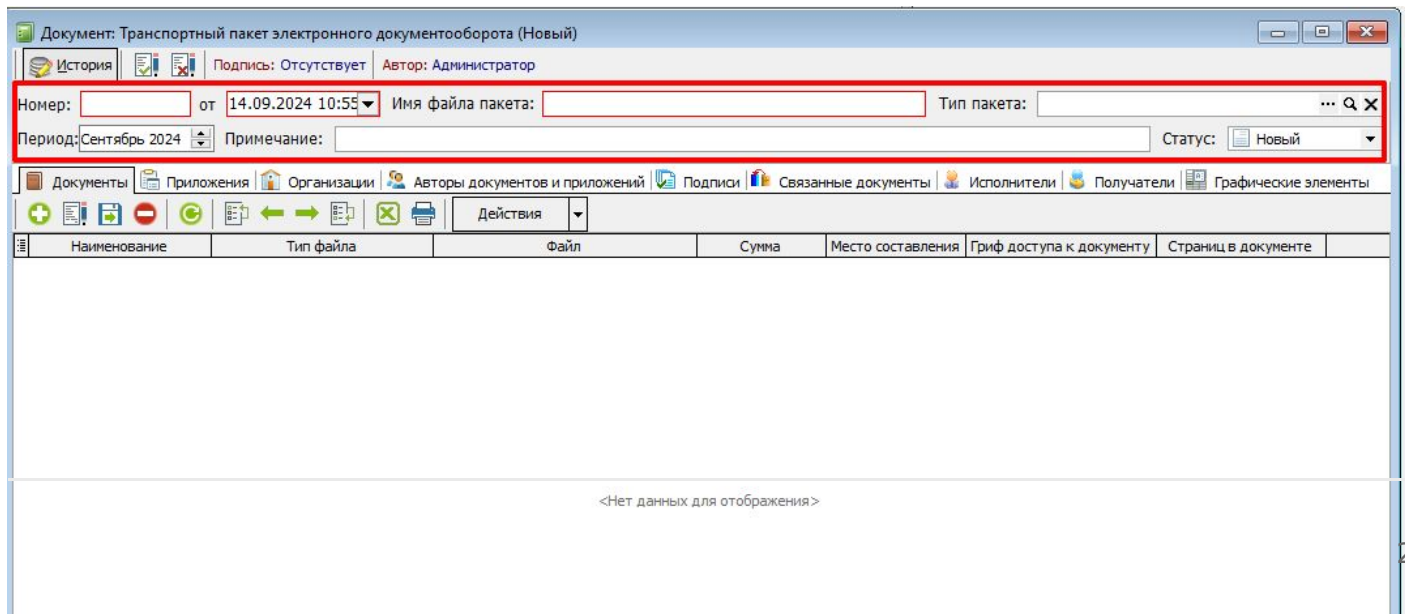 Документ: Транспортный пакет электронного документооборота (Новый)
История Подпись: Отсутствует Автор: Администратор
Номер: от 14.09.2024 10:55 Имя файла пакета: Тип пакета:
Период: Сентябрь 2024 Примечание: Статус: Новый
Документы Приложения Организации Авторы документов и приложений Подписи Связанные документы Исполнители Получатели Графические элементы
Действия
Наименование Тип файла Файл Сумма Место составления Гриф доступа к документу Страниц в документе
<Нет данных для отображения>